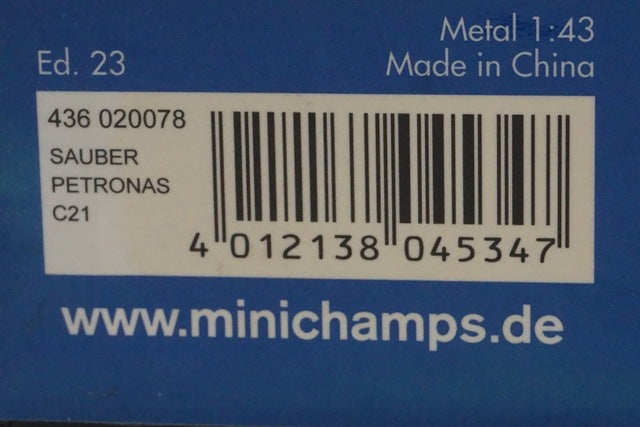 Metal 1:43
Ed. 23
Made in China
436 020078
SAUBER
PETRONAS
C21
4 012138 045347
www.minichamps.de